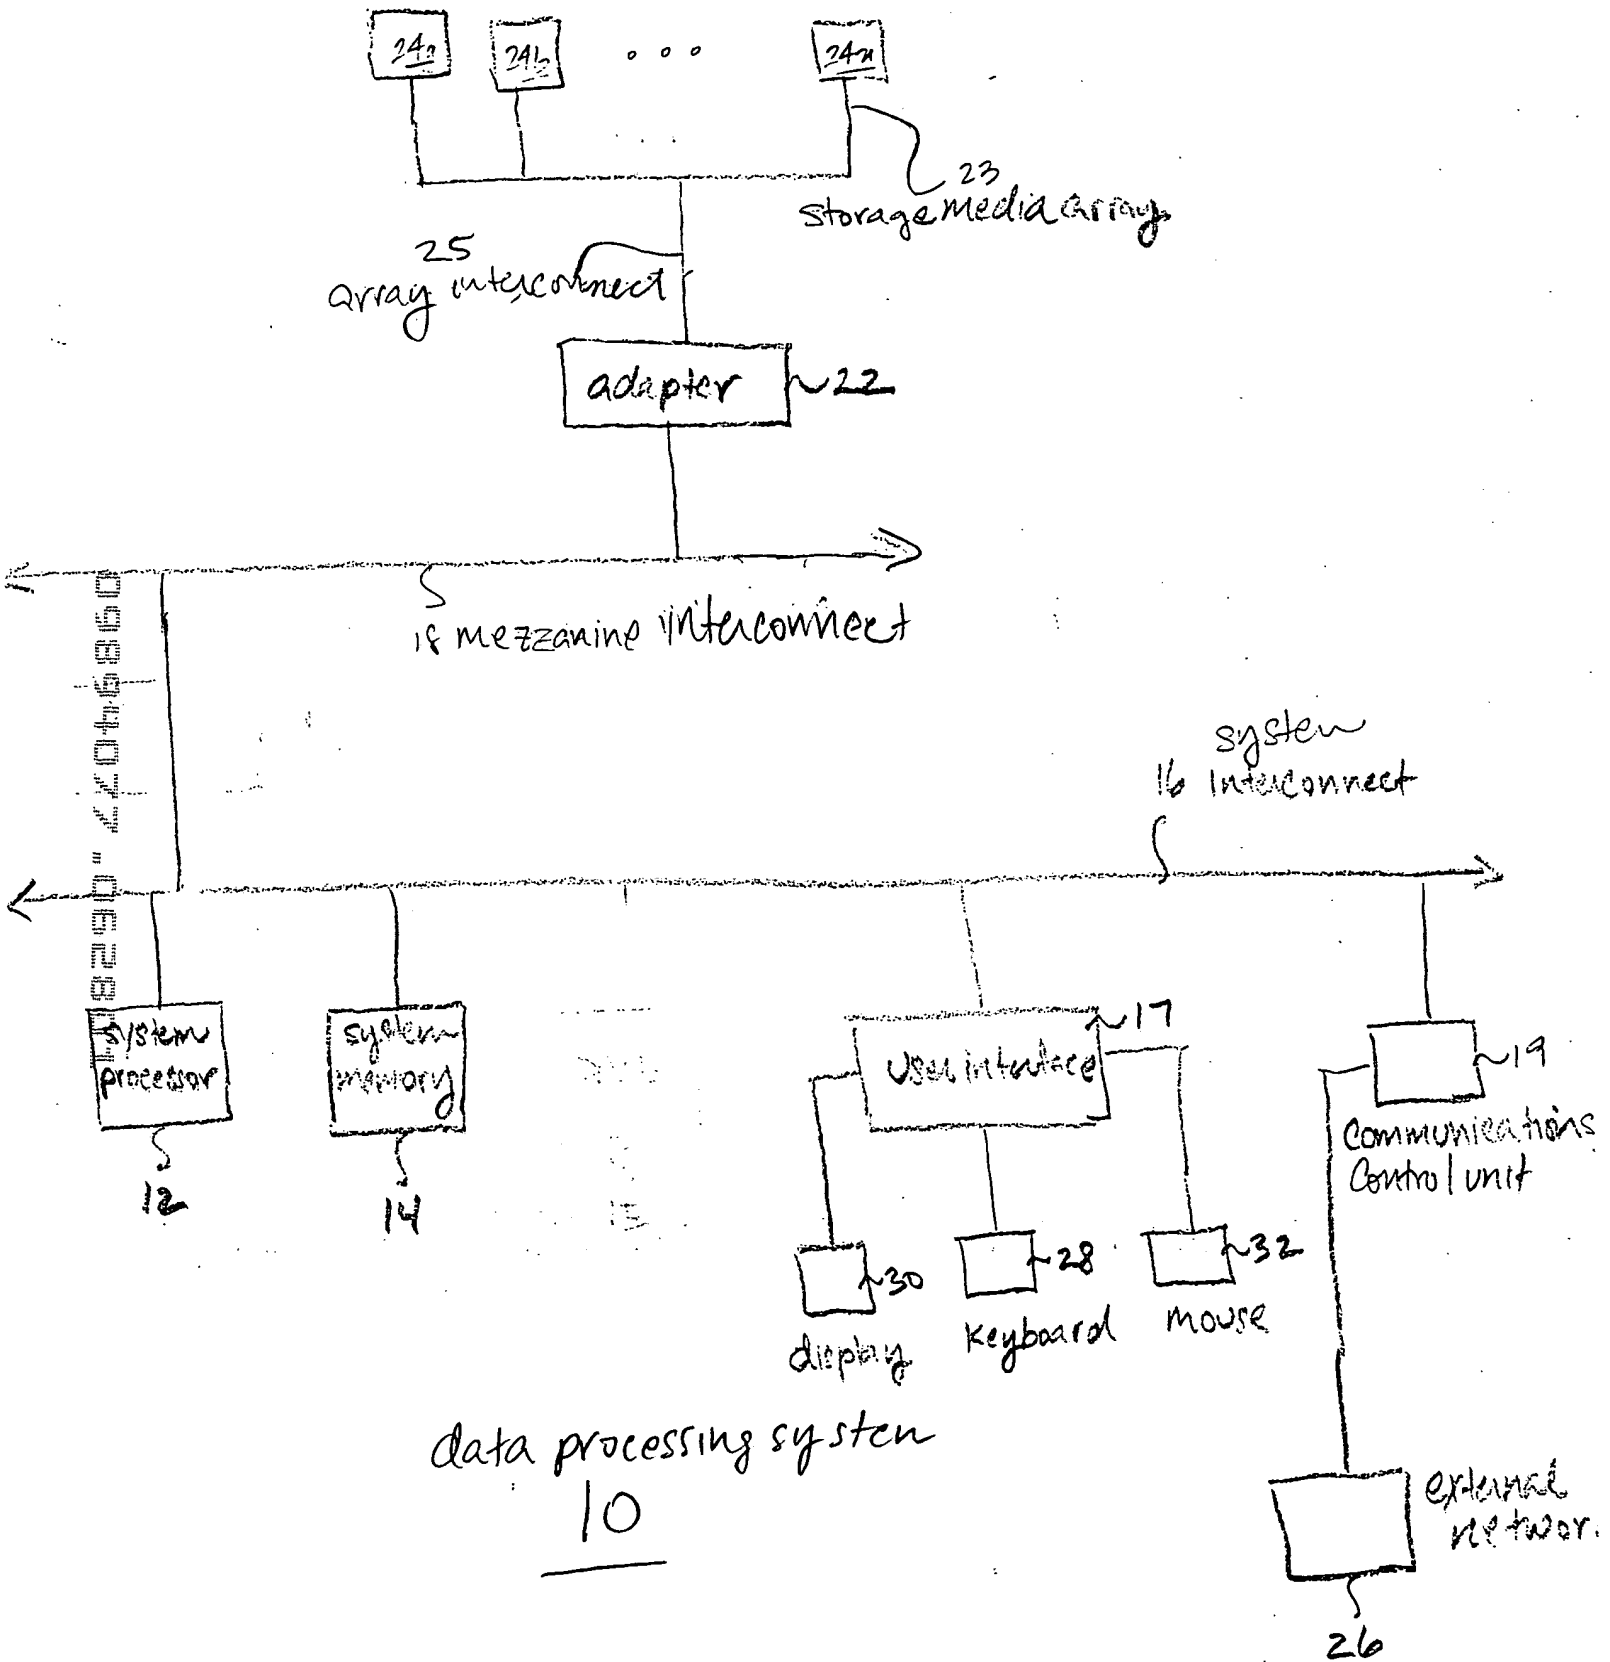 24a 24b 24n
23
Storage Media array
25
array interconnect
adapter 22
18 Mezzanine interconnect
system
16 interconnect
system
processor
12
system
memory
14
user interface 17
19
Communications
Control unit
30
display
28
Keyboard
32
mouse
data processing system
10
external
networ
26
09894077.062801